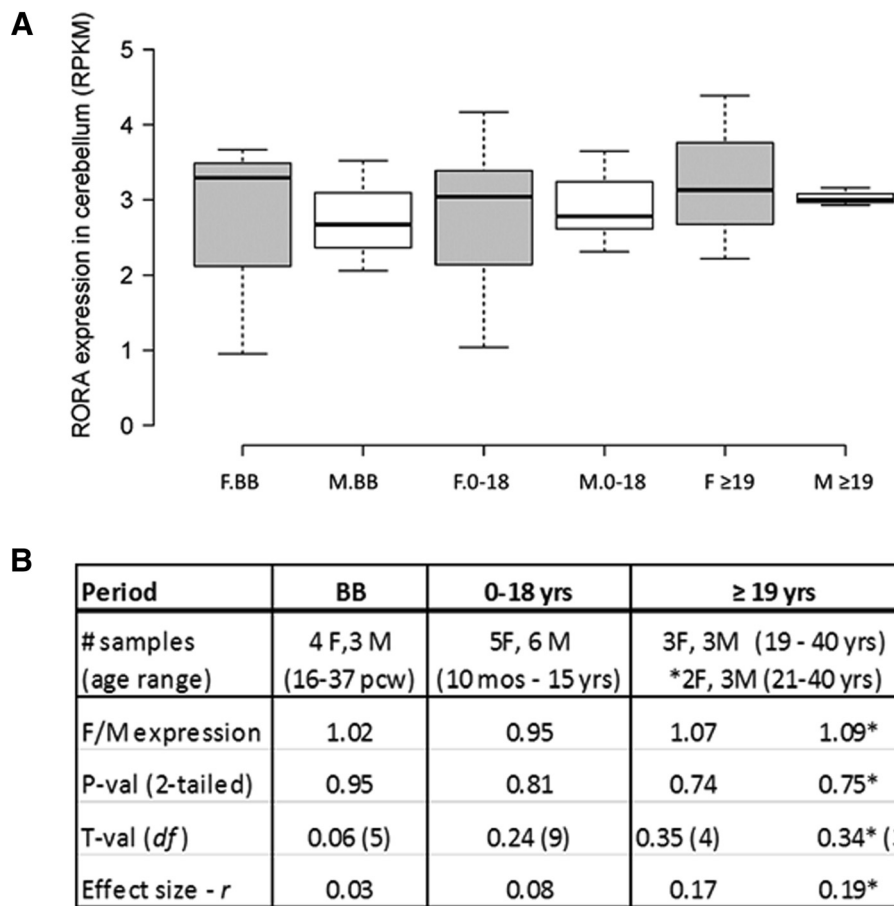 A
RORA expression in cerebellum (RPKM)
5
4
3
2
1
0
F.BB M.BB F.0-18 M.0-18 F ≥19 M ≥19
B
Period BB 0-18 yrs ≥ 19 yrs
# samples 4 F,3 M 5F, 6 M 3F, 3M (19 - 40 yrs)
(age range) (16-37 pcw) (10 mos - 15 yrs) *2F, 3M (21-40 yrs)
F/M expression 1.02 0.95 1.07 1.09*
P-val (2-tailed) 0.95 0.81 0.74 0.75*
T-val (df) 0.06 (5) 0.24 (9) 0.35 (4) 0.34* (
Effect size - r 0.03 0.08 0.17 0.19*